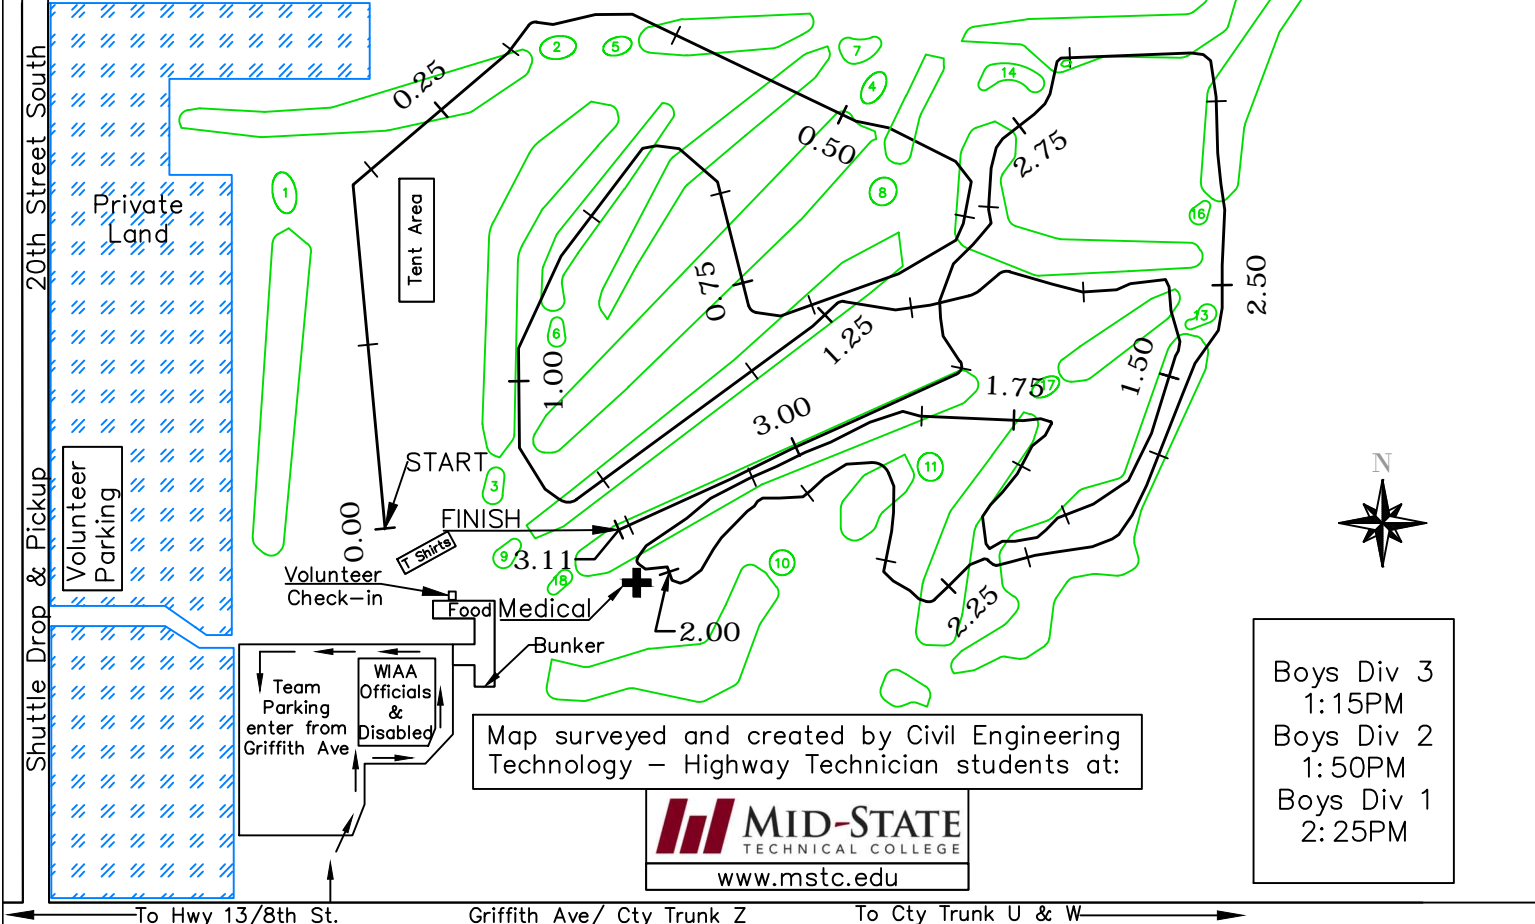 20th Street South
Shuttle Drop & Pickup
Private
Land
Volunteer
Parking
Tent Area
0.00
0.25
0.50
0.75
1.00
1.25
1.50
1.75
2.00
2.25
2.50
2.75
3.00
3.11
1
2
3
4
5
6
7
8
9
10
11
13
14
16
17
18
START
FINISH
T Shirts
Volunteer
Check-in
Food
Medical
Bunker
WIAA
Officials
&
Disabled
Team
Parking
enter from
Griffith Ave
N
Map surveyed and created by Civil Engineering
Technology - Highway Technician students at:
MID-STATE
TECHNICAL COLLEGE
www.mstc.edu
Boys Div 3
1:15PM
Boys Div 2
1:50PM
Boys Div 1
2:25PM
To Hwy 13/8th St.
Griffith Ave/ Cty Trunk Z
To Cty Trunk U & W